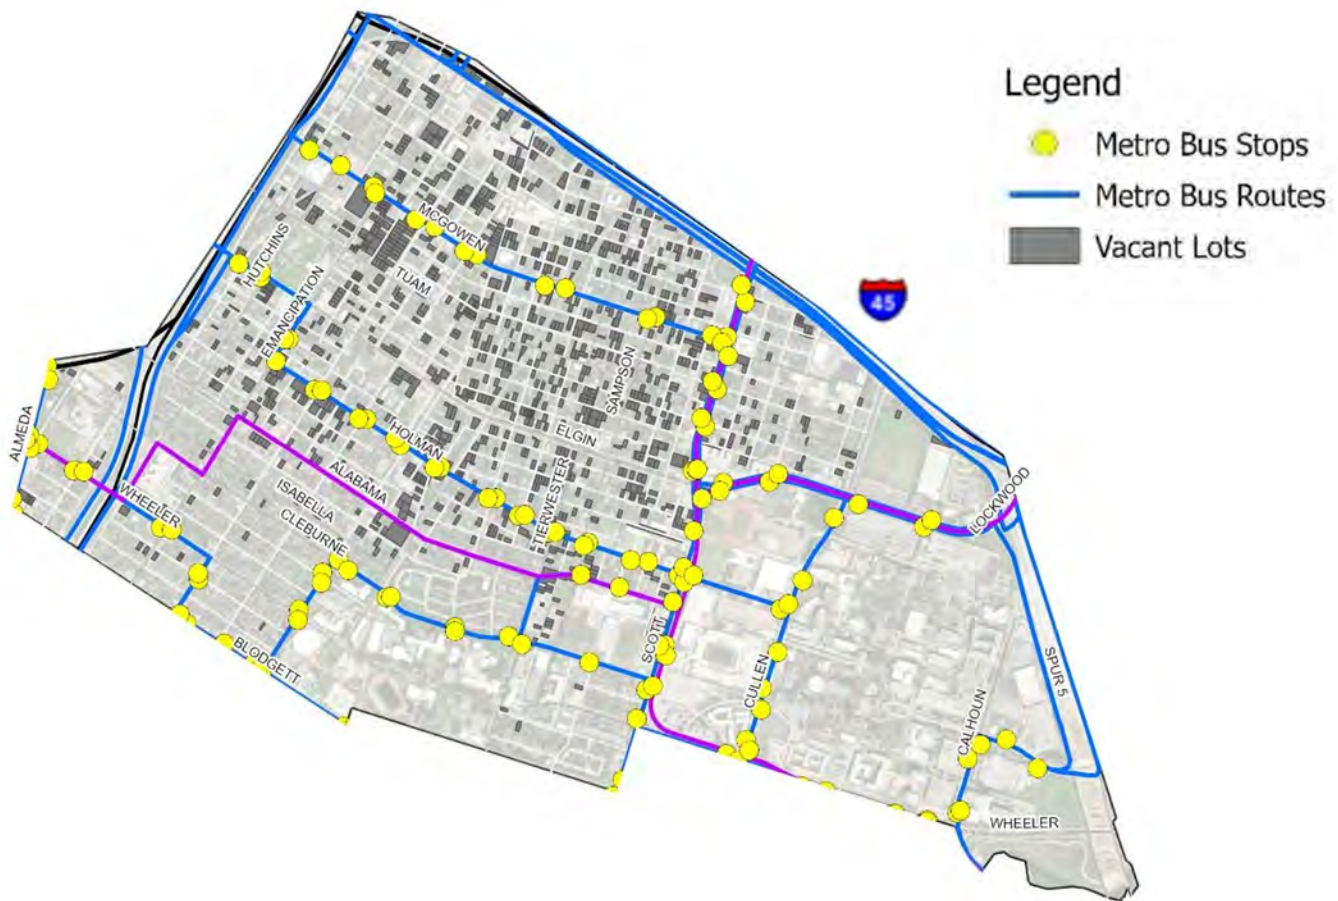 Legend
Metro Bus Stops
Metro Bus Routes
Vacant Lots
45
MCGOWEN
HUTCHINS
TUAM
EMANCIPATION
SAMPSON
ALMEDA
HOLMAN
ELGIN
ALABAMA
TIERWESTER
ISABELLA
WHEELER
CLEBURNE
LOCKWOOD
SCOTT
BLODGETT
CULLEN
SPUR 5
CALHOUN
WHEELER